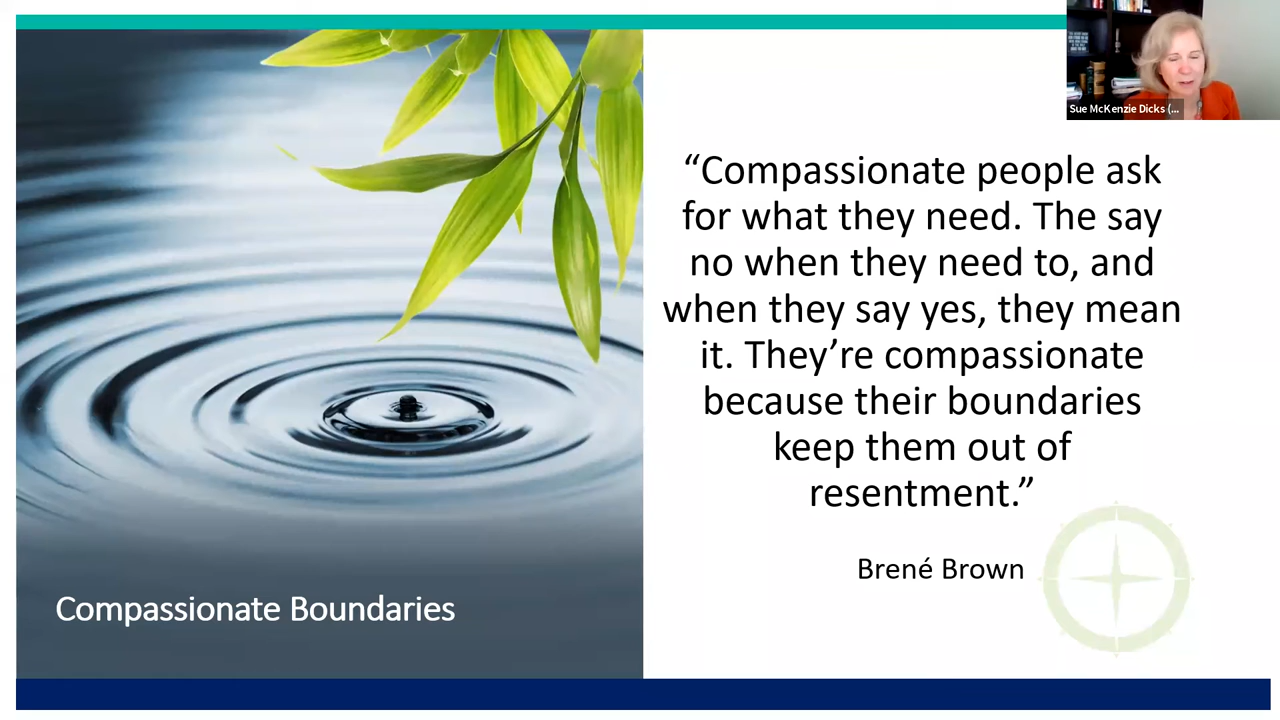 Sue McKenzie Dicks (...
“Compassionate people ask
for what they need. The say
no when they need to, and
when they say yes, they mean
it. They’re compassionate
because their boundaries
keep them out of
resentment.”
Brené Brown
Compassionate Boundaries